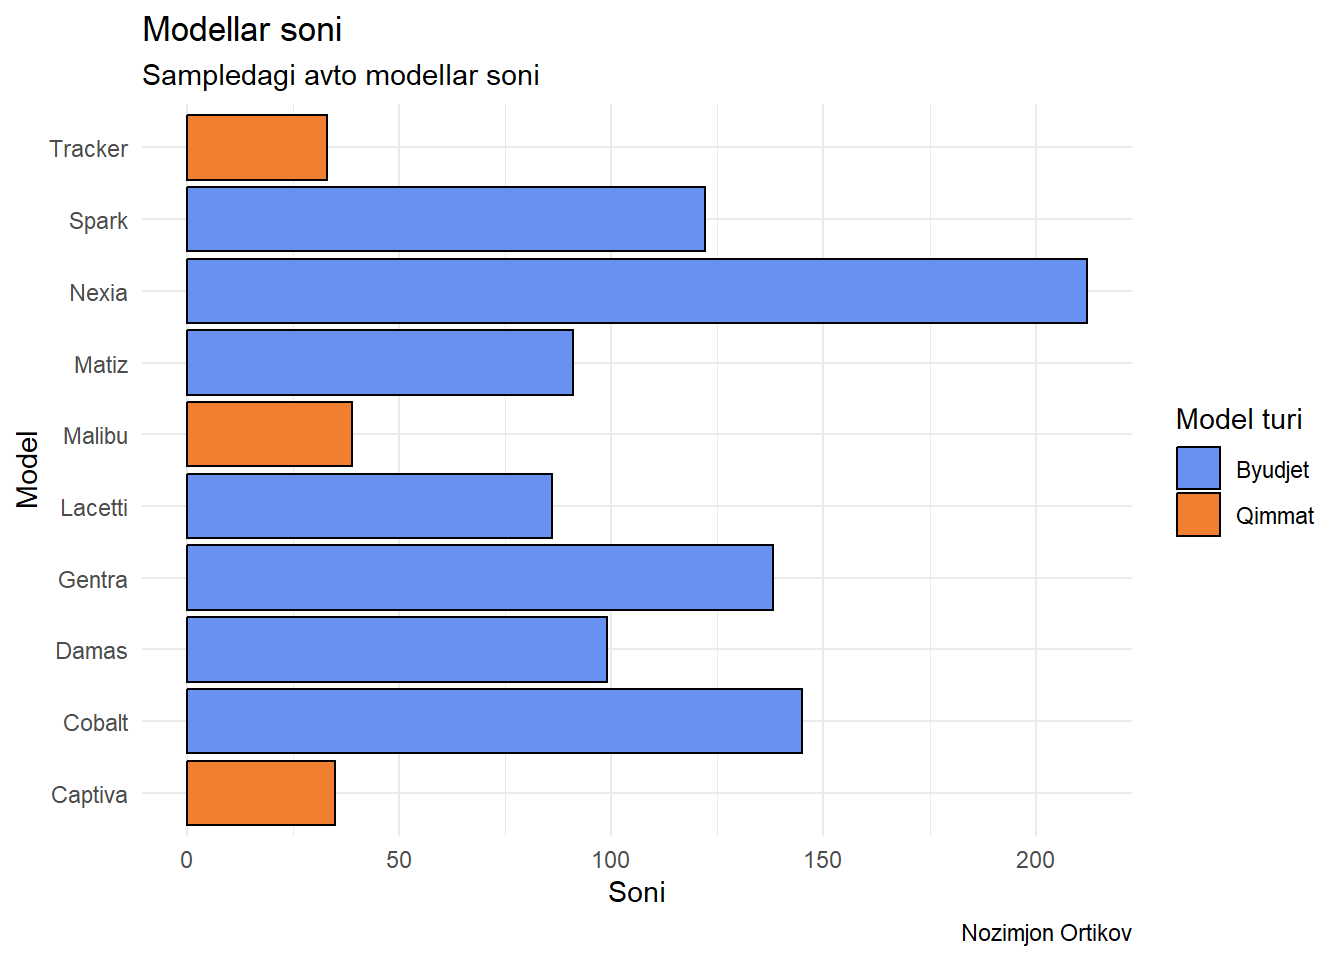 Modellar soni
Sampledagi avto modellar soni
Tracker
Spark
Nexia
Matiz
Malibu
Lacetti
Gentra
Damas
Cobalt
Captiva
Model
0 50 100 150 200
Soni
Model turi
Byudjet
Qimmat
Nozimjon Ortikov